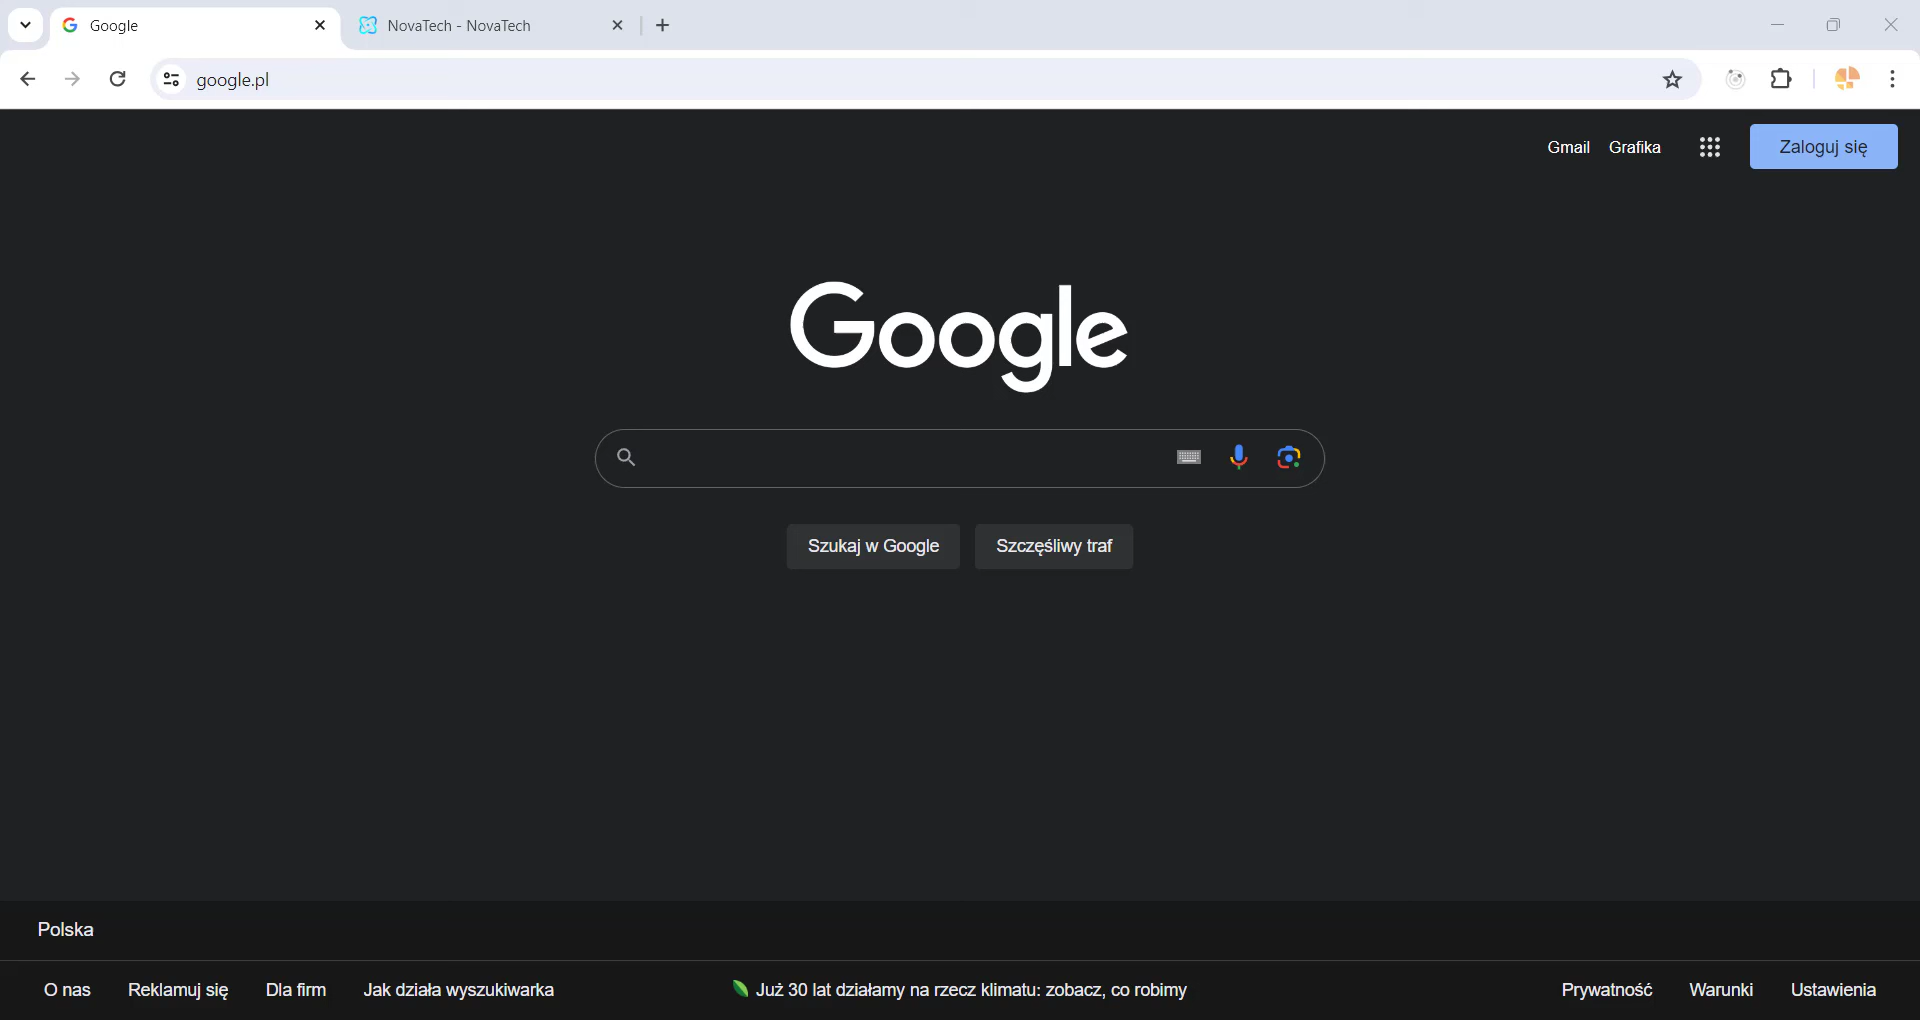 Google
NovaTech - NovaTech
google.pl
Gmail Grafika Zaloguj się
Google
Szukaj w Google Szczęśliwy traf
Polska
O nas Reklamuj się Dla firm Jak działa wyszukiwarka Już 30 lat działamy na rzecz klimatu: zobacz, co robimy Prywatność Warunki Ustawienia